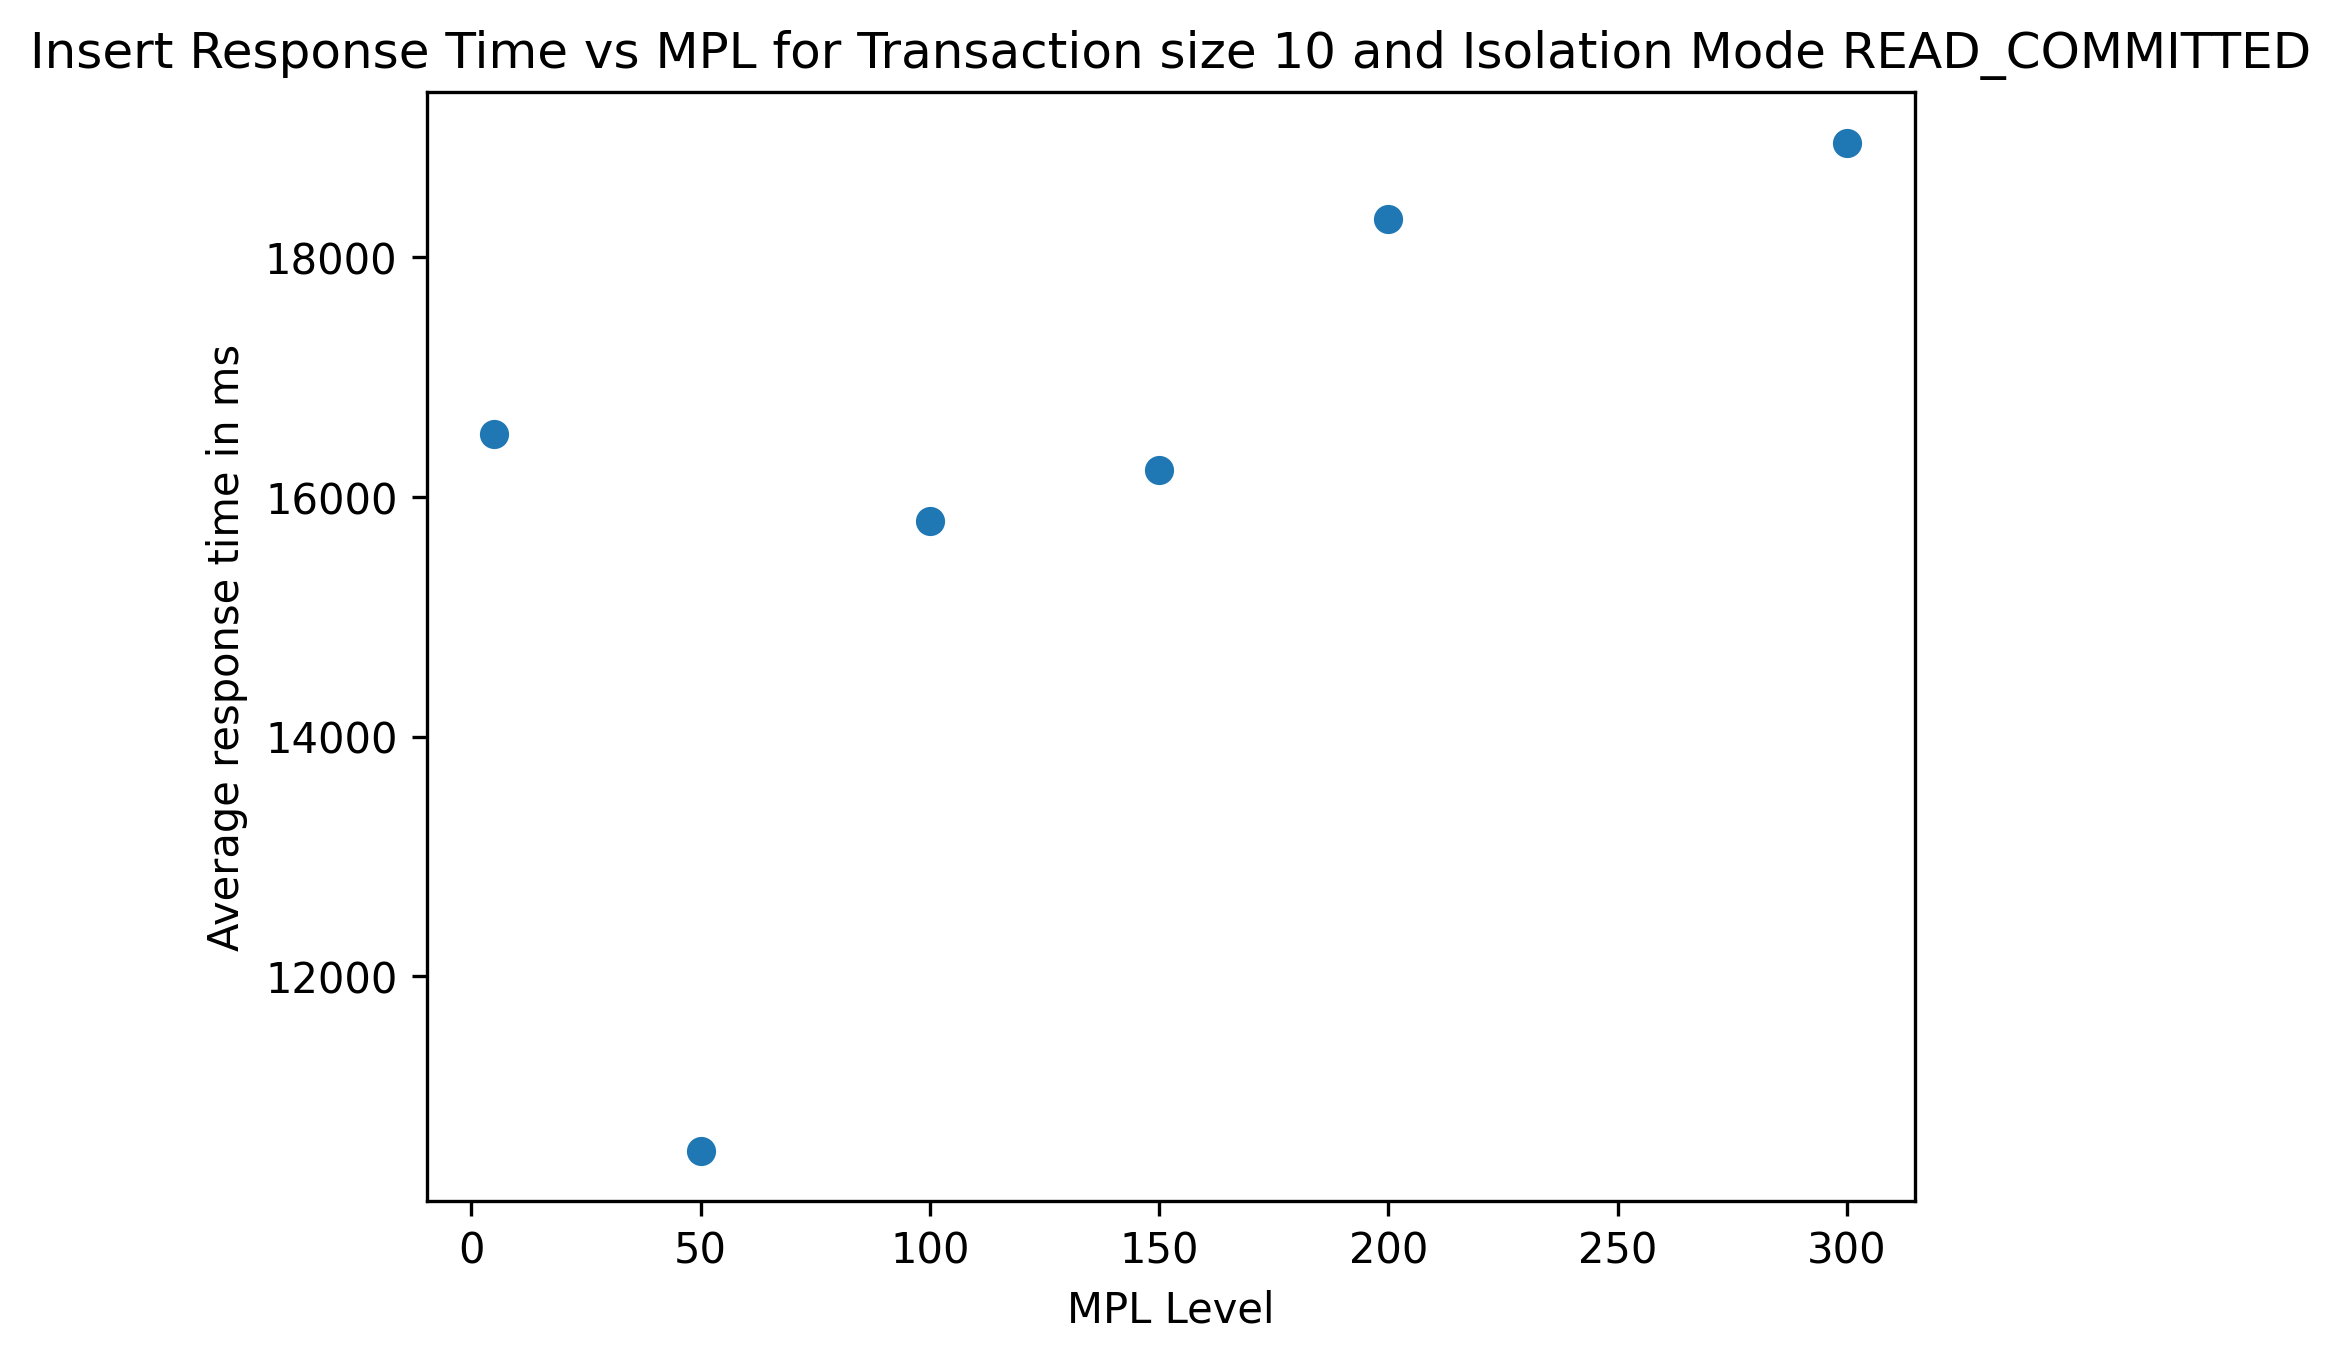 Insert Response Time vs MPL for Transaction size 10 and Isolation Mode READ_COMMITTED
Average response time in ms
18000
16000
14000
12000
0 50 100 150 200 250 300
MPL Level